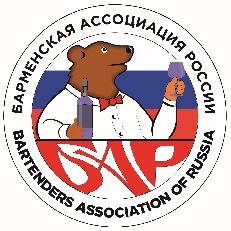 БАРМЕНСКАЯ АССОЦИАЦИЯ РОССИИ
БАР
BARTENDERS ASSOCIATION OF RUSSIA